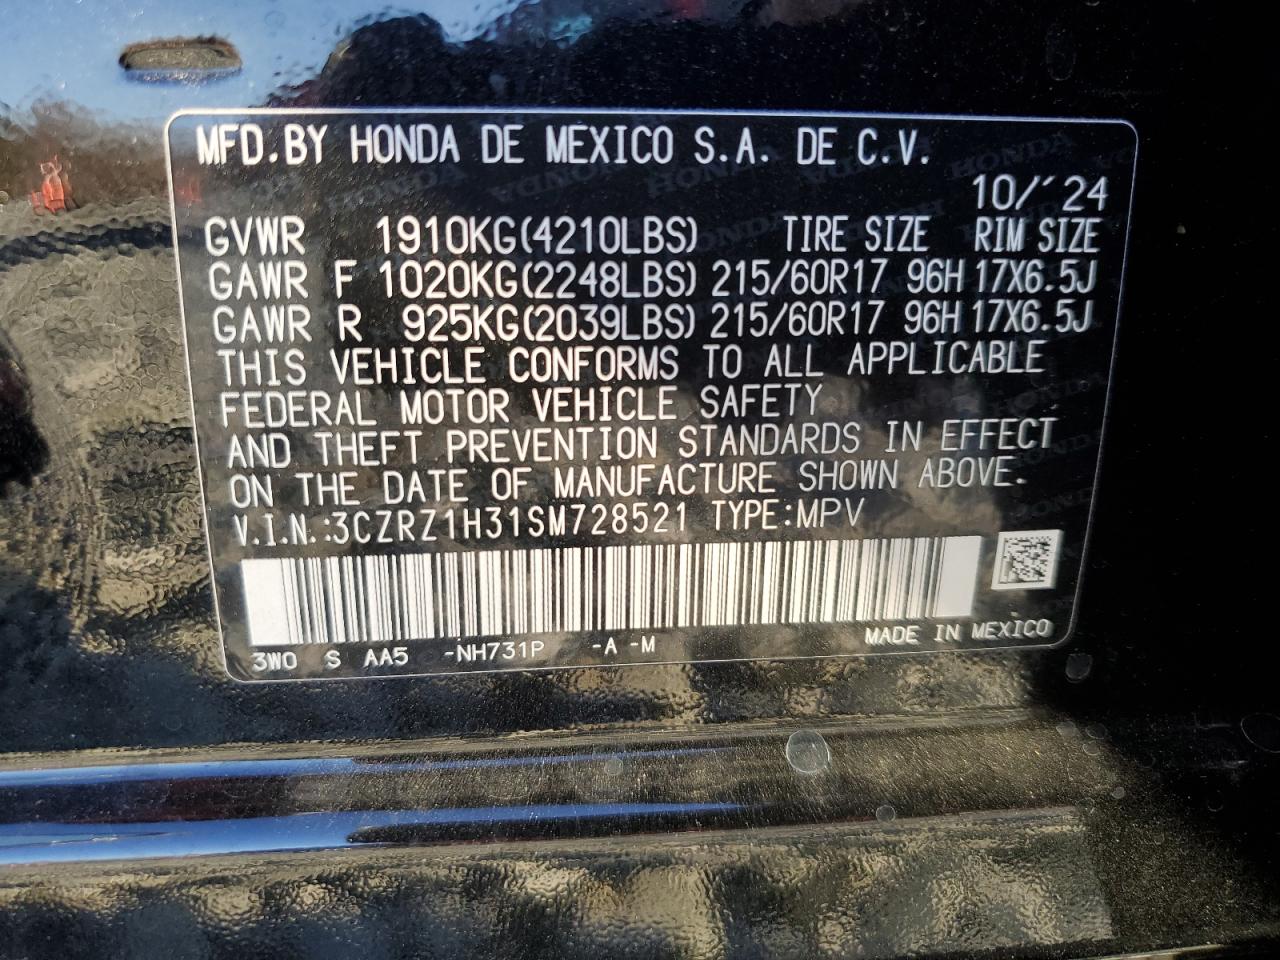 MFD.BY HONDA DE MEXICO S.A. DE C.V.
10/´24
GVWR 1910KG(4210LBS) TIRE SIZE RIM SIZE
GAWR F 1020KG(2248LBS) 215/60R17 96H 17X6.5J
GAWR R 925KG(2039LBS) 215/60R17 96H 17X6.5J
THIS VEHICLE CONFORMS TO ALL APPLICABLE
FEDERAL MOTOR VEHICLE SAFETY
AND THEFT PREVENTION STANDARDS IN EFFECT
ON THE DATE OF MANUFACTURE SHOWN ABOVE.
V.I.N.:3CZRZ1H31SM728521 TYPE:MPV
MADE IN MEXICO
3W0 S AA5 -NH731P -A -M